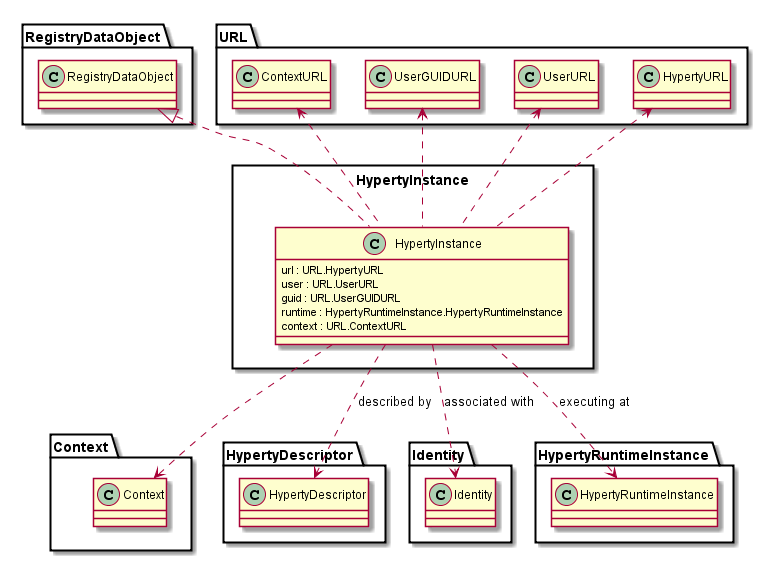 RegistryDataObject
C RegistryDataObject
URL
C ContextURL
C UserGUIDURL
C UserURL
C HypertyURL
HypertyInstance
C HypertyInstance
url : URL.HypertyURL
user : URL.UserURL
guid : URL.UserGUIDURL
runtime : HypertyRuntimeInstance.HypertyRuntimeInstance
context : URL.ContextURL
described by
associated with
executing at
Context
C Context
HypertyDescriptor
C HypertyDescriptor
Identity
C Identity
HypertyRuntimeInstance
C HypertyRuntimeInstance